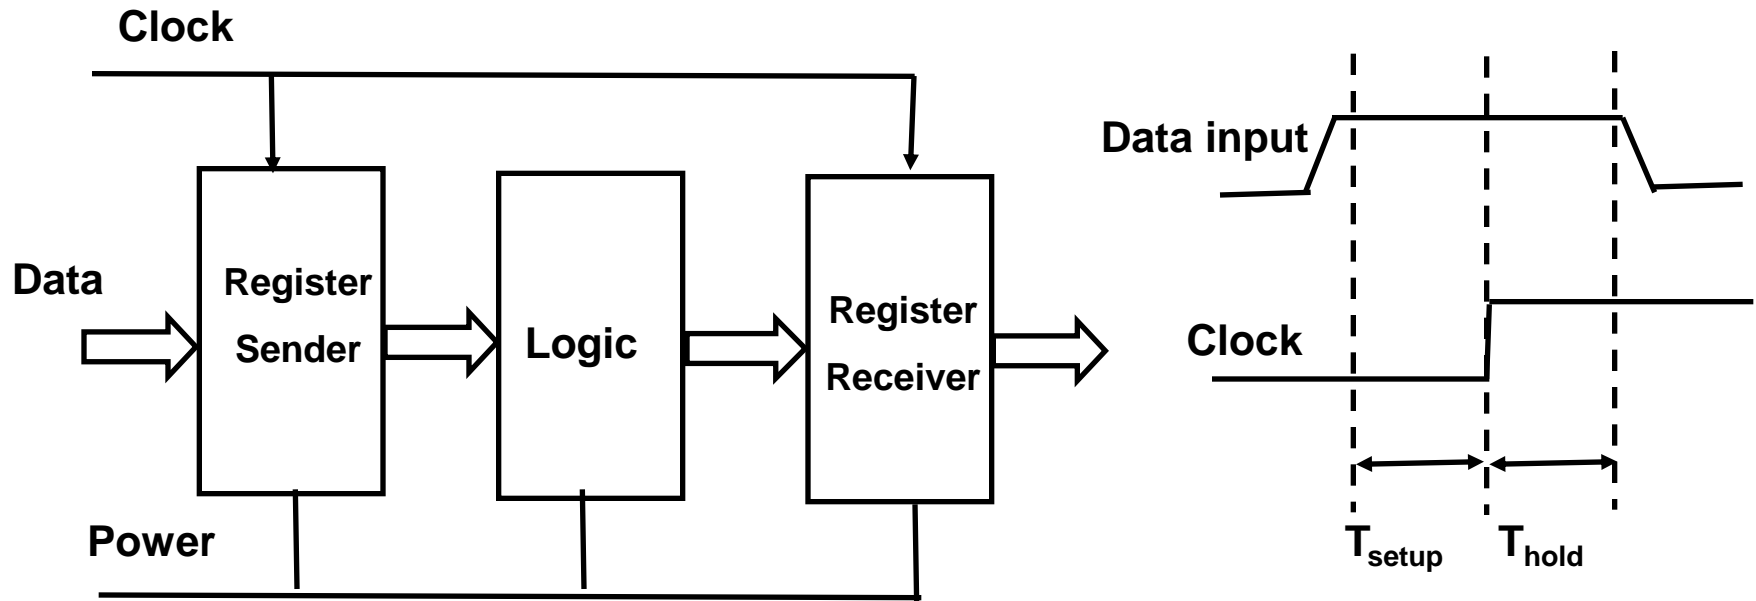 Clock
Data
Register
Sender
Logic
Register
Receiver
Power
Data input
Clock
Tsetup
Thold